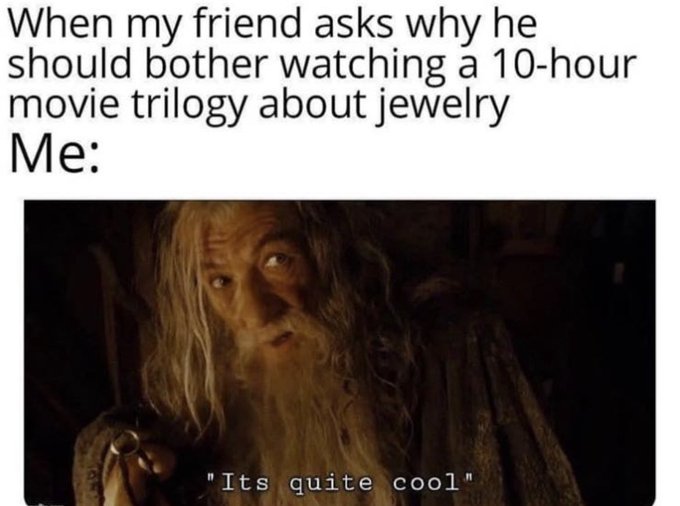 When my friend asks why he
should bother watching a 10-hour
movie trilogy about jewelry
Me:
"Its quite cool"